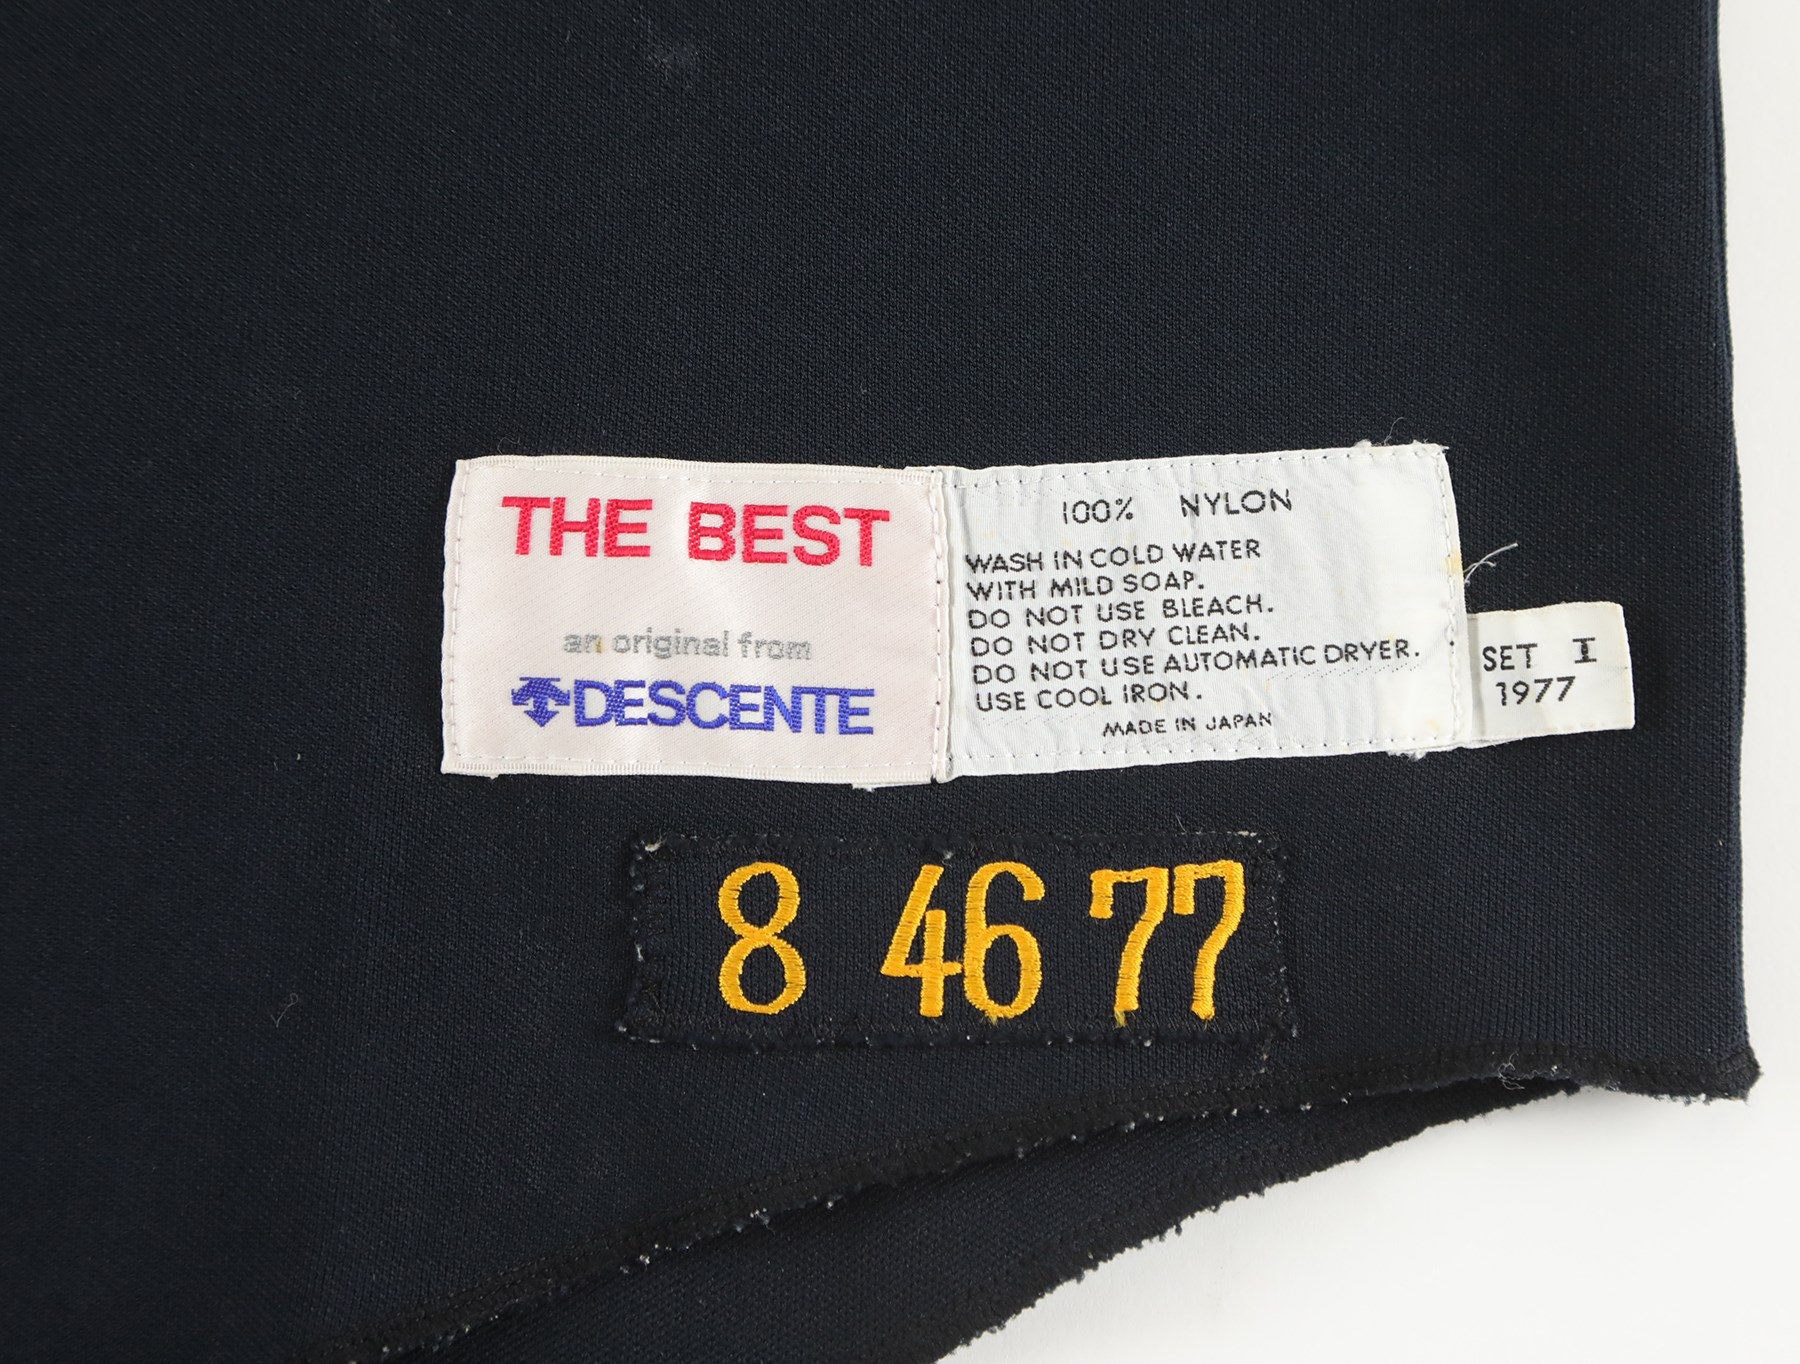 THE BEST
an original from
DESCENTE
100% NYLON
WASH IN COLD WATER
WITH MILD SOAP.
DO NOT USE BLEACH.
DO NOT DRY CLEAN.
DO NOT USE AUTOMATIC DRYER.
USE COOL IRON.
MADE IN JAPAN
SET I
1977
8 46 77